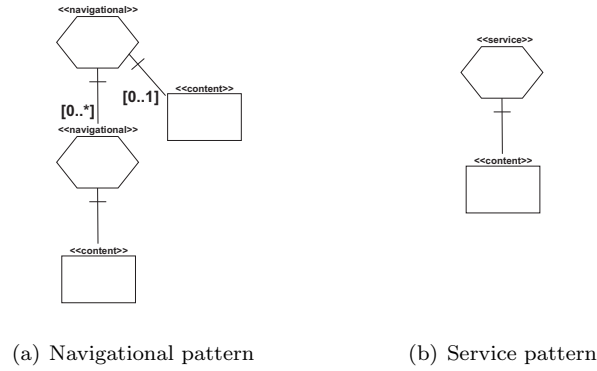 <<navigational>>
<<service>>
<<content>>
[0..1]
[0..*]
<<navigational>>
<<content>>
<<content>>
(a) Navigational pattern
(b) Service pattern